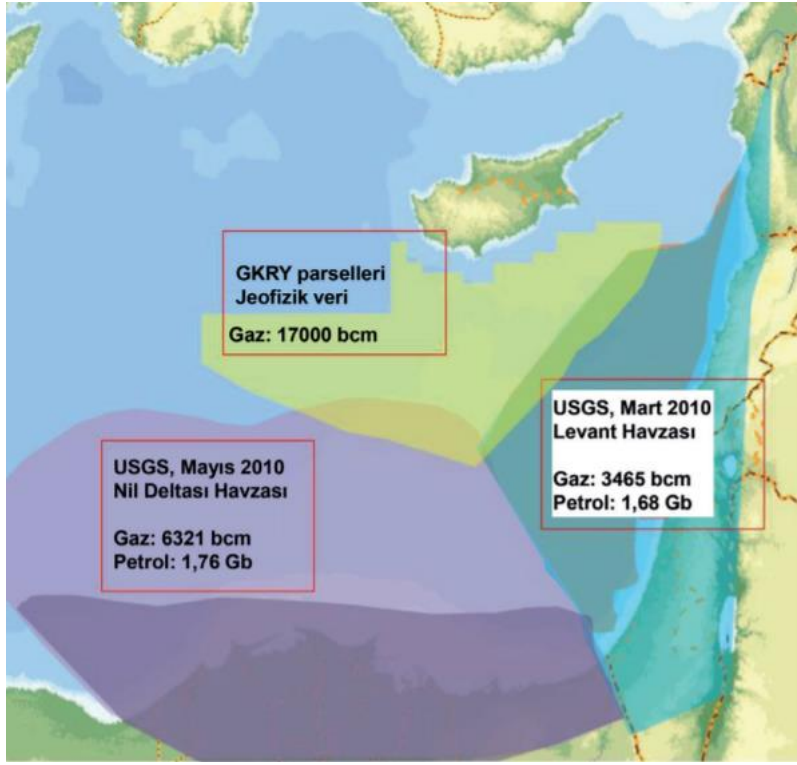 GKRY parselleri
Jeofizik veri
Gaz: 17000 bcm
USGS, Mart 2010
Levant Havzası
Gaz: 3465 bcm
Petrol: 1,68 Gb
USGS, Mayıs 2010
Nil Deltası Havzası
Gaz: 6321 bcm
Petrol: 1,76 Gb